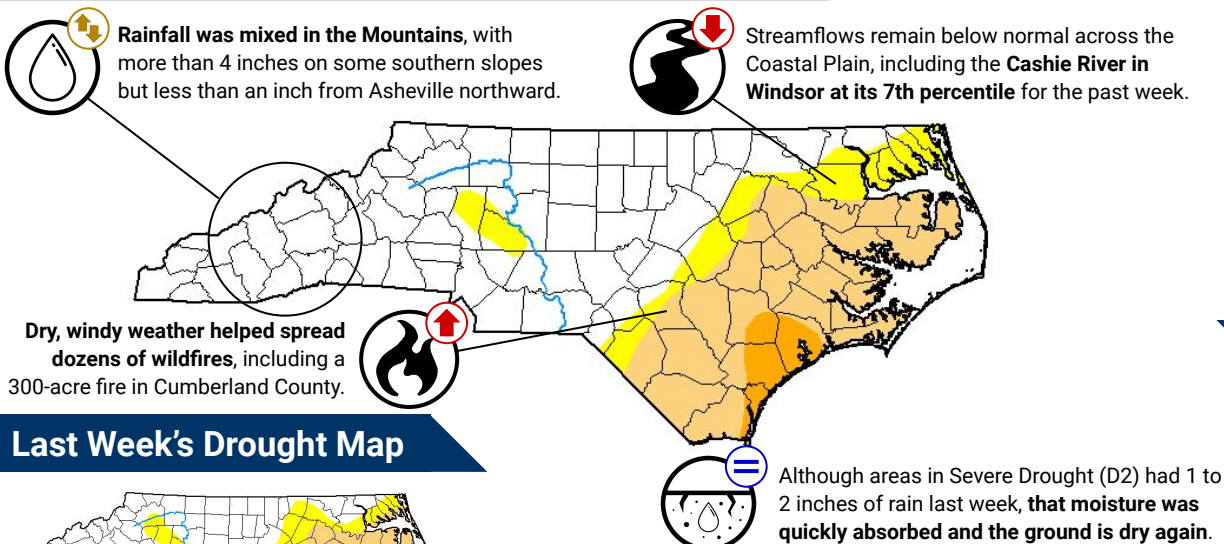 Rainfall was mixed in the Mountains, with
more than 4 inches on some southern slopes
but less than an inch from Asheville northward.
Streamflows remain below normal across the
Coastal Plain, including the Cashie River in
Windsor at its 7th percentile for the past week.
Dry, windy weather helped spread
dozens of wildfires, including a
300-acre fire in Cumberland County.
Last Week's Drought Map
Although areas in Severe Drought (D2) had 1 to
2 inches of rain last week, that moisture was
quickly absorbed and the ground is dry again.